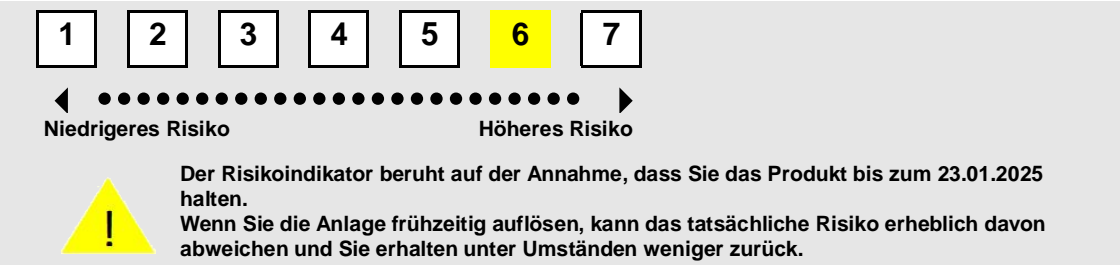 1 2 3 4 5 6 7
Niedrigeres Risiko Höheres Risiko
! Der Risikoindikator beruht auf der Annahme, dass Sie das Produkt bis zum 23.01.2025
halten.
Wenn Sie die Anlage frühzeitig auflösen, kann das tatsächliche Risiko erheblich davon
abweichen und Sie erhalten unter Umständen weniger zurück.